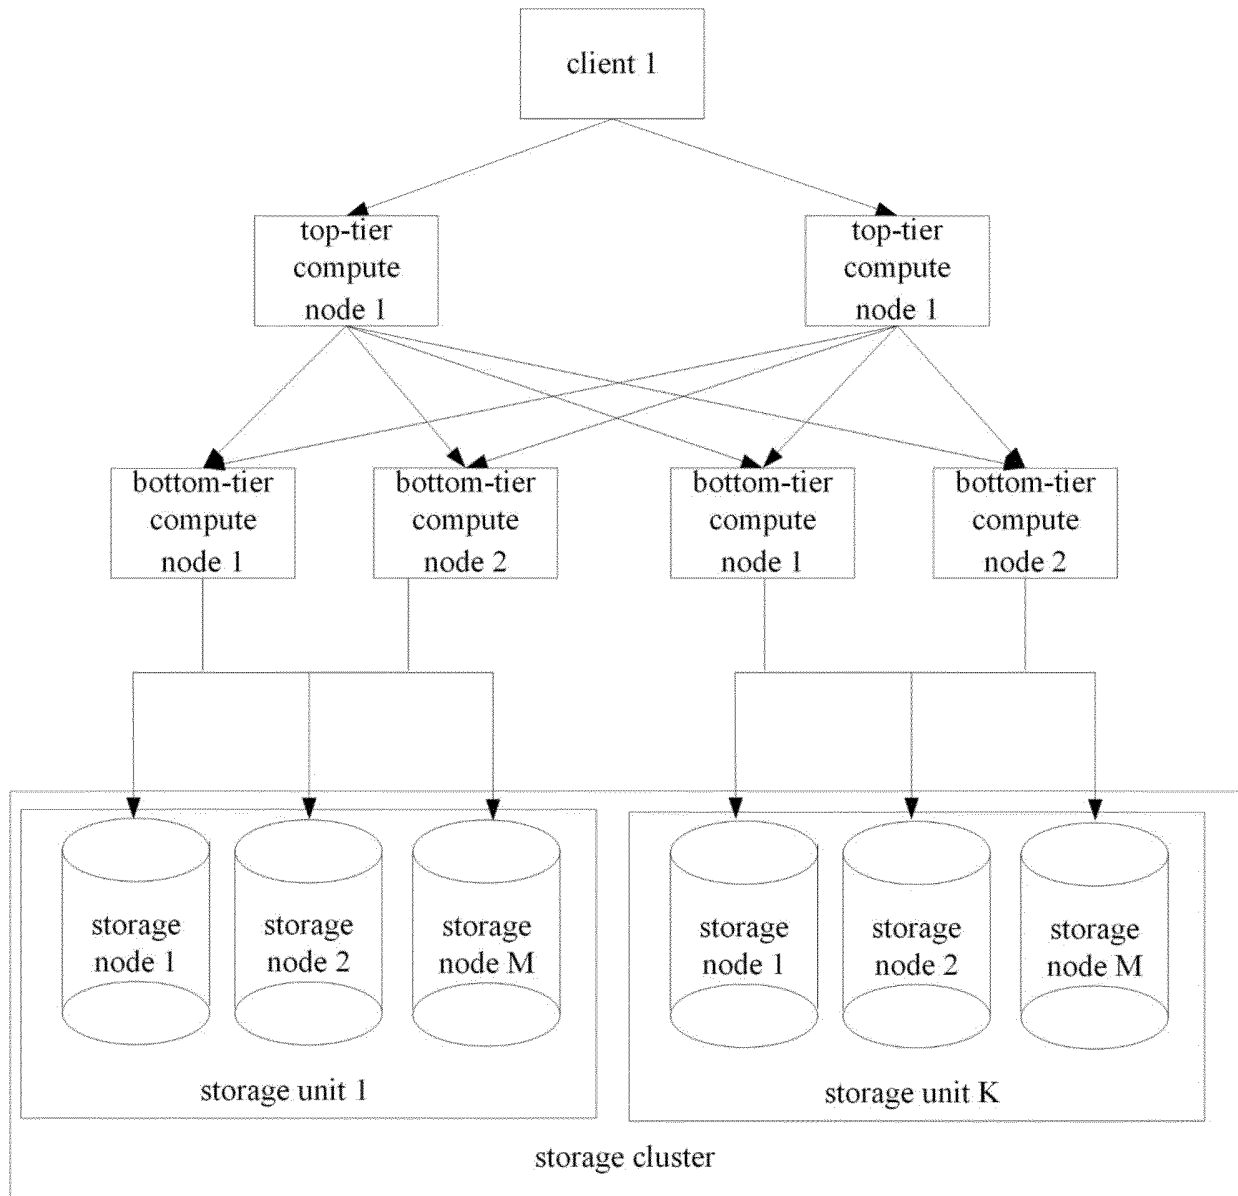 client 1
top-tier
compute
node 1
top-tier
compute
node 1
bottom-tier
compute
node 1
bottom-tier
compute
node 2
bottom-tier
compute
node 1
bottom-tier
compute
node 2
storage
node 1
storage
node 2
storage
node M
storage unit 1
storage
node 1
storage
node 2
storage
node M
storage unit K
storage cluster